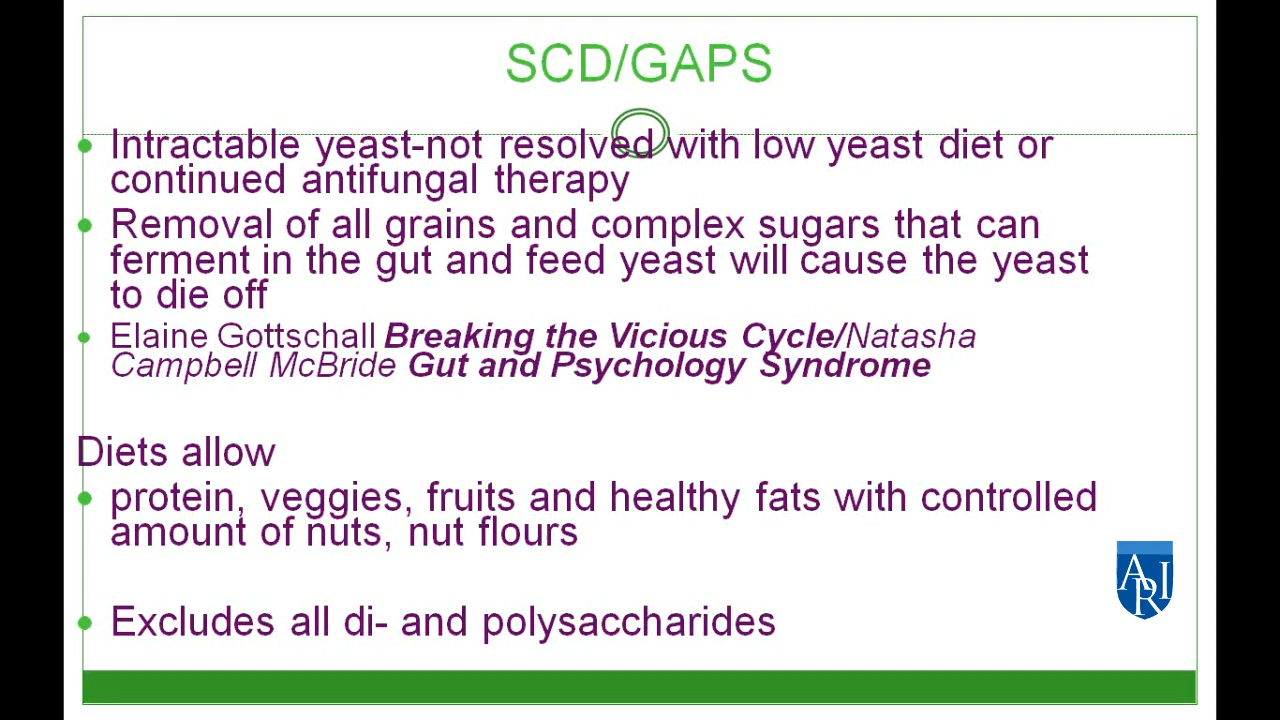 SCD/GAPS
Intractable yeast-not resolved with low yeast diet or
continued antifungal therapy
Removal of all grains and complex sugars that can
ferment in the gut and feed yeast will cause the yeast
to die off
Elaine Gottschall Breaking the Vicious Cycle/Natasha
Campbell McBride Gut and Psychology Syndrome
Diets allow
protein, veggies, fruits and healthy fats with controlled
amount of nuts, nut flours
ARI
Excludes all di- and polysaccharides